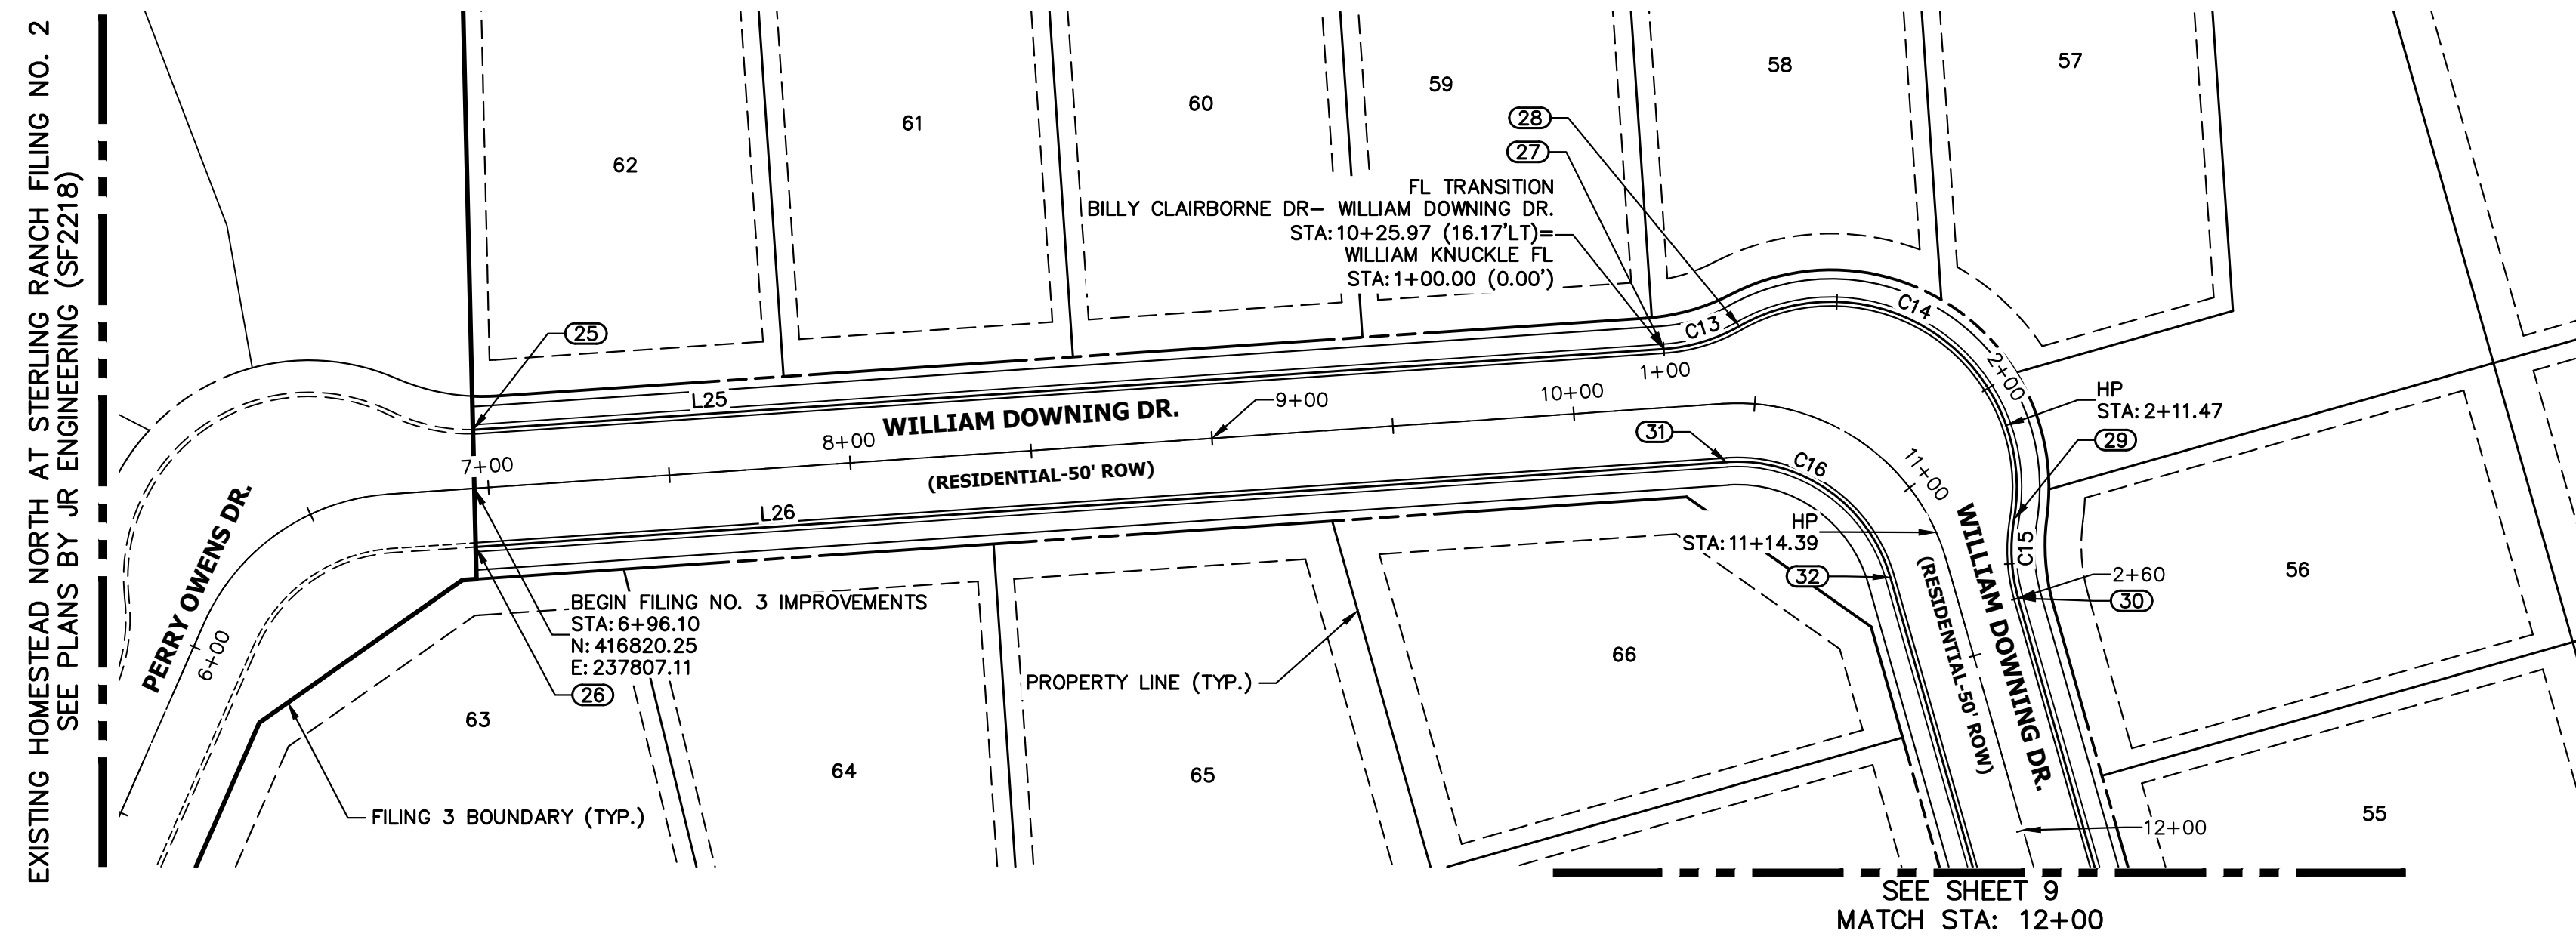 EXISTING HOMESTEAD NORTH AT STERLING RANCH FILING NO. 2
SEE PLANS BY JR ENGINEERING (SF2218)
62
61
60
59
58
57
28
27
FL TRANSITION
BILLY CLAIRBORNE DR– WILLIAM DOWNING DR.
STA:10+25.97 (16.17'LT)=
WILLIAM KNUCKLE FL
STA:1+00.00 (0.00')
25
L25
C13
C14
2+00
1+00
10+00
9+00
WILLIAM DOWNING DR.
8+00
7+00
(RESIDENTIAL-50' ROW)
L26
HP
STA:2+11.47
29
31
C16
11+00
HP
STA:11+14.39
32
C15
2+60
30
56
WILLIAM DOWNING DR.
(RESIDENTIAL-50' ROW)
PERRY OWENS DR.
6+00
BEGIN FILING NO. 3 IMPROVEMENTS
STA:6+96.10
N:416820.25
E:237807.11
26
63
PROPERTY LINE (TYP.)
66
64
65
FILING 3 BOUNDARY (TYP.)
12+00
55
SEE SHEET 9
MATCH STA: 12+00